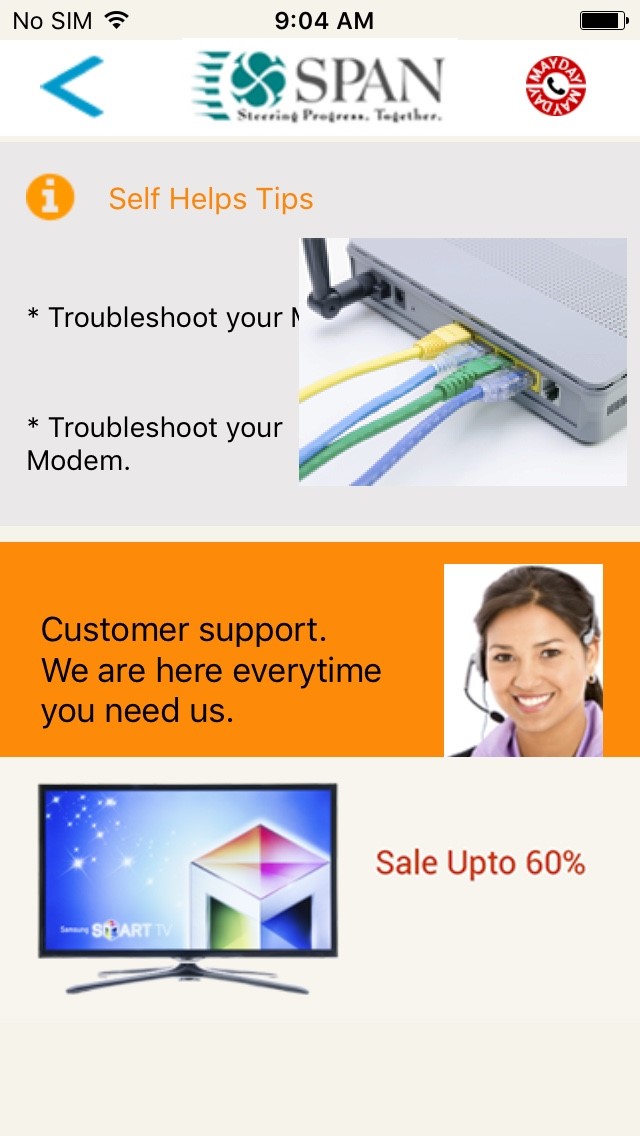 No SIM 9:04 AM
SPAN
Steering Progress. Together.
MAYDAY
MAYDAY
Self Helps Tips
* Troubleshoot your
* Troubleshoot your
Modem.
Customer support.
We are here everytime
you need us.
Samsung SMART TV
Sale Upto 60%